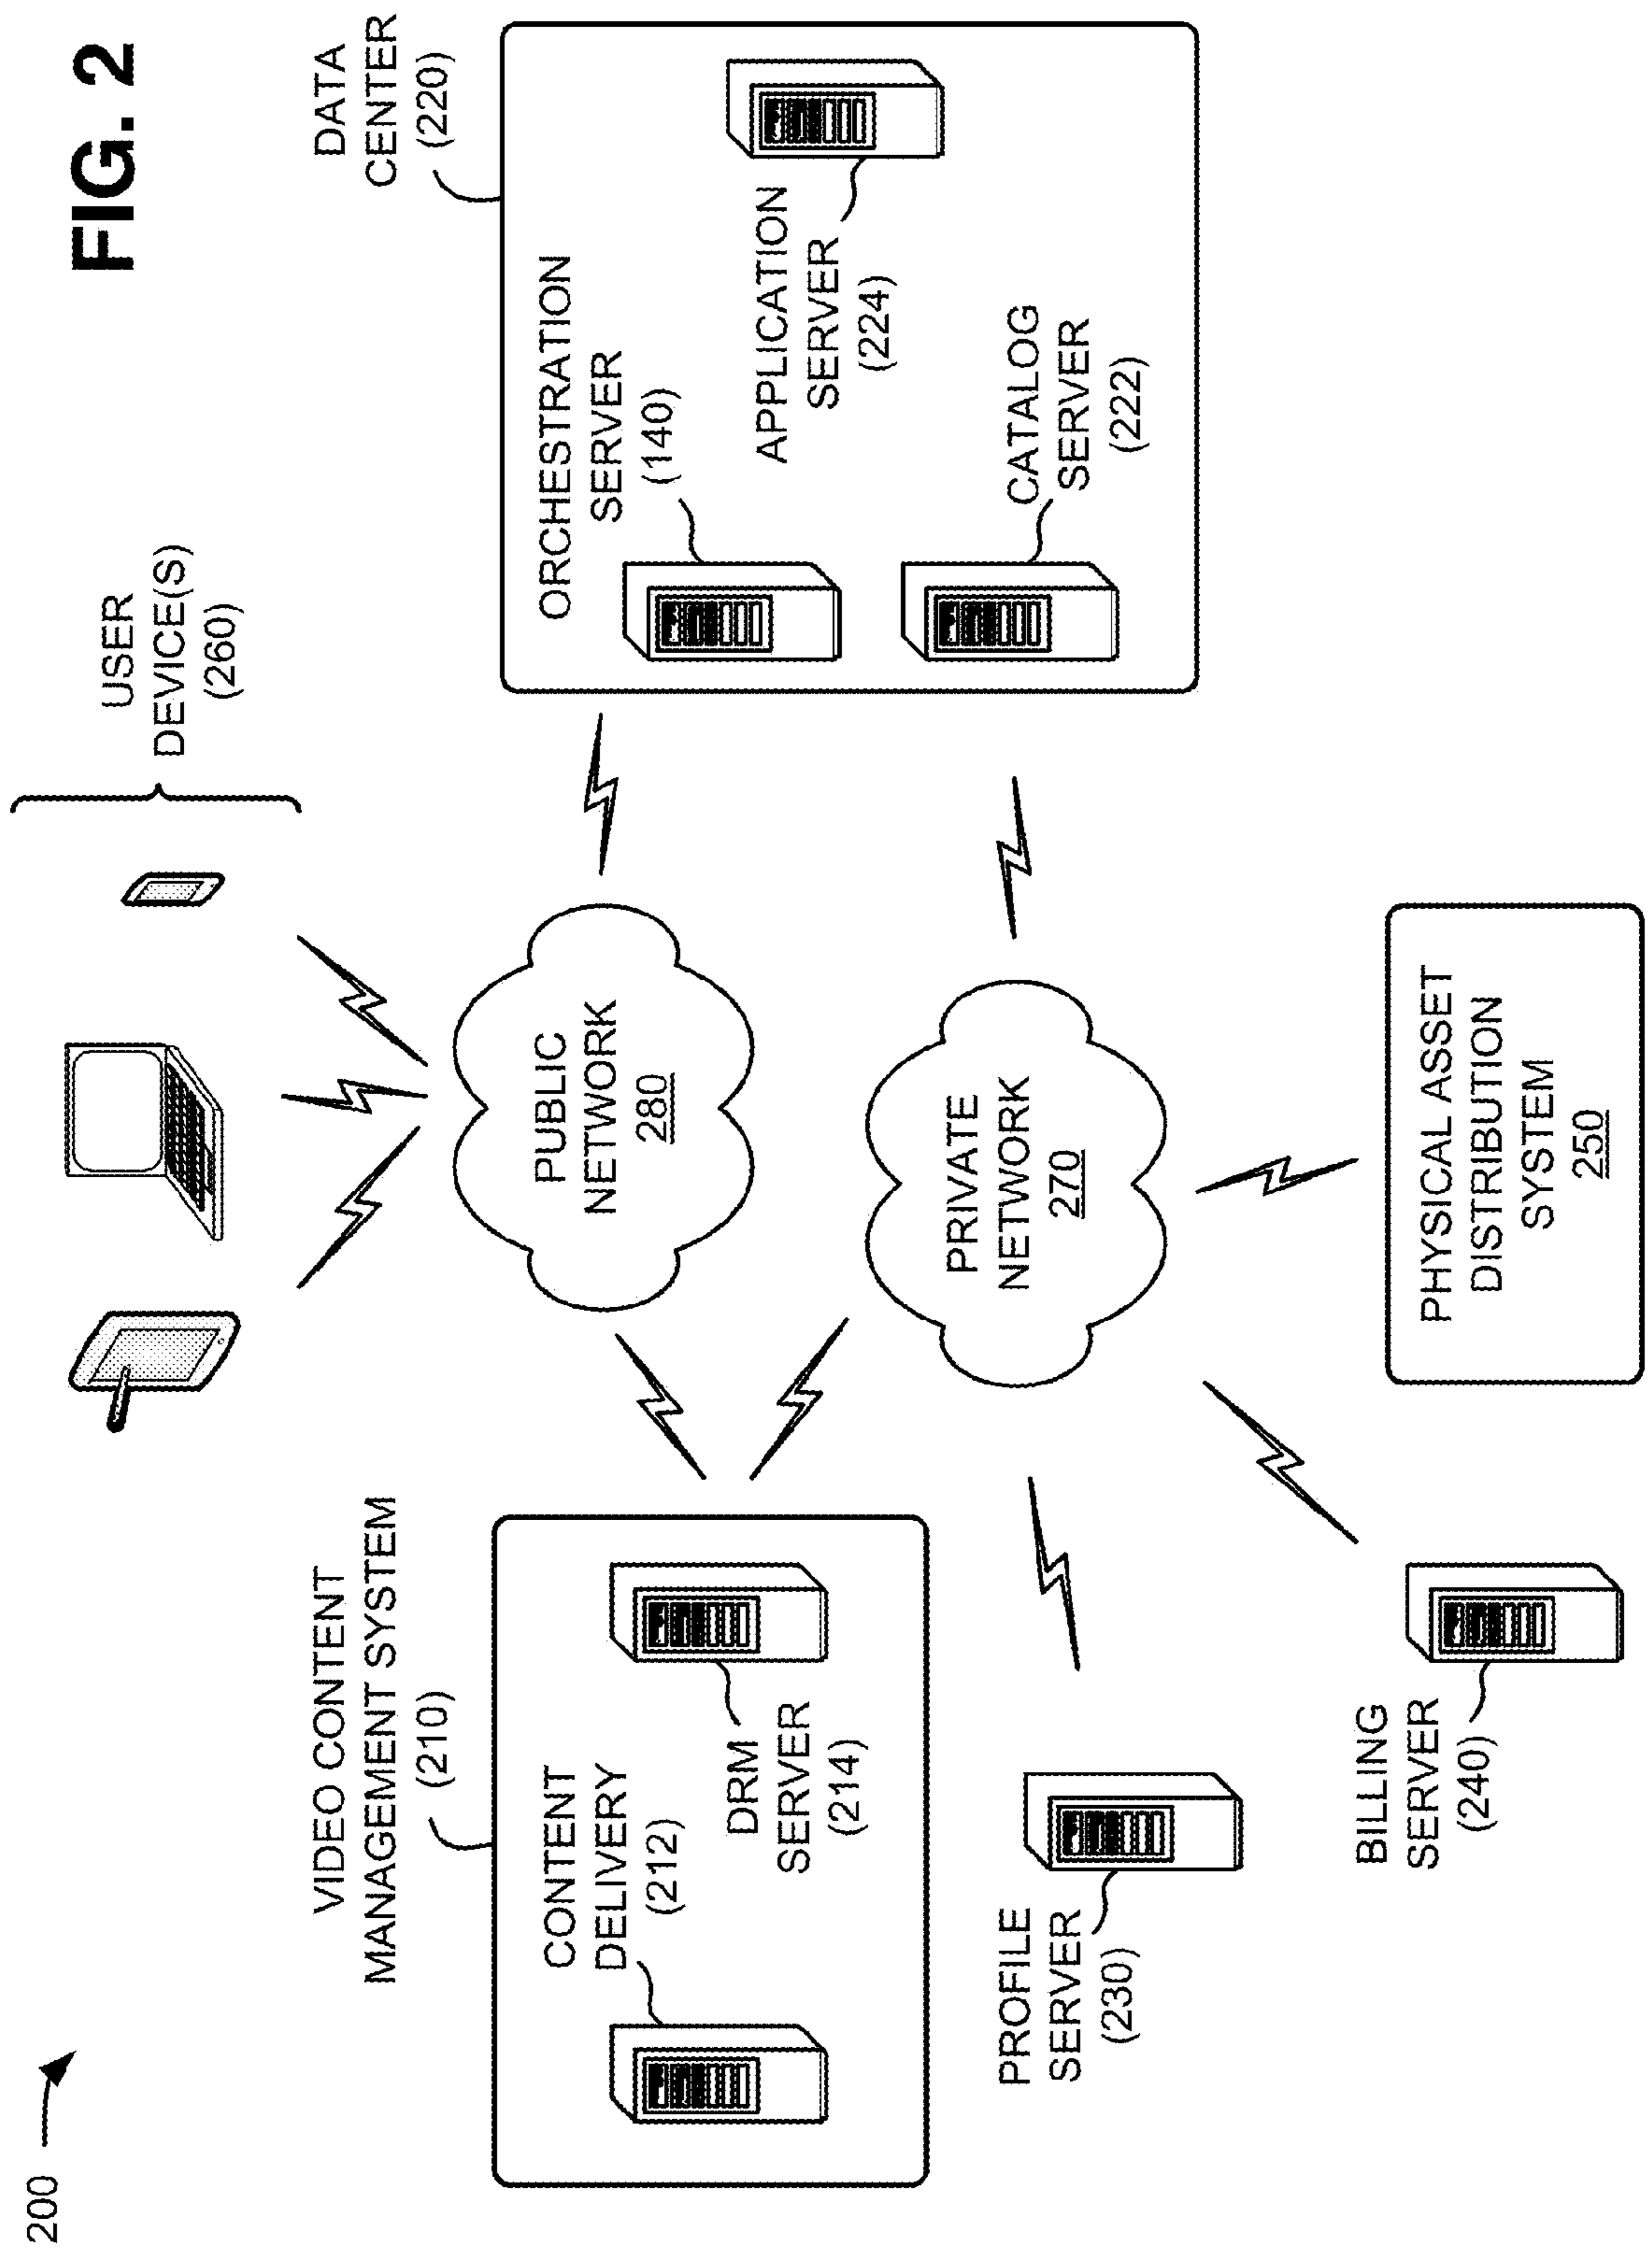 FIG. 2
200
USER
DEVICE(S)
(260)
VIDEO CONTENT
MANAGEMENT SYSTEM
(210)
DATA
CENTER
(220)
CONTENT
DELIVERY
(212)
DRM
SERVER
(214)
PUBLIC
NETWORK
280
ORCHESTRATION
SERVER
(140)
APPLICATION
SERVER
(224)
CATALOG
SERVER
(222)
PRIVATE
NETWORK
270
PROFILE
SERVER
(230)
BILLING
SERVER
(240)
PHYSICAL ASSET
DISTRIBUTION
SYSTEM
250